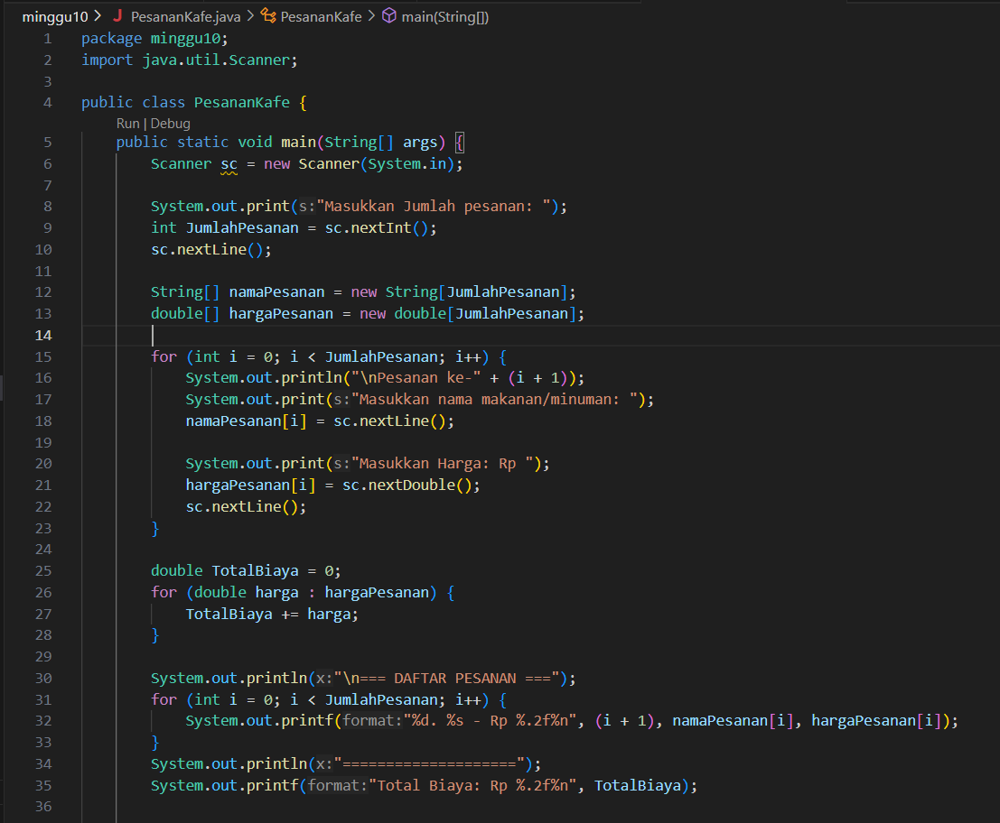 minggu10 > J PesananKafe.java > PesananKafe > main(String[])
1 package minggu10;
2 import java.util.Scanner;
3
4 public class PesananKafe {
Run | Debug
5 public static void main(String[] args) {
6 Scanner sc = new Scanner(System.in);
7
8 System.out.print(s:"Masukkan Jumlah pesanan: ");
9 int JumlahPesanan = sc.nextInt();
10 sc.nextLine();
11
12 String[] namaPesanan = new String[JumlahPesanan];
13 double[] hargaPesanan = new double[JumlahPesanan];
14
15 for (int i = 0; i < JumlahPesanan; i++) {
16 System.out.println("\nPesanan ke-" + (i + 1));
17 System.out.print(s:"Masukkan nama makanan/minuman: ");
18 namaPesanan[i] = sc.nextLine();
19
20 System.out.print(s:"Masukkan Harga: Rp ");
21 hargaPesanan[i] = sc.nextDouble();
22 sc.nextLine();
23 }
24
25 double TotalBiaya = 0;
26 for (double harga : hargaPesanan) {
27 TotalBiaya += harga;
28 }
29
30 System.out.println(x:"\n=== DAFTAR PESANAN ===");
31 for (int i = 0; i < JumlahPesanan; i++) {
32 System.out.printf(format:"%d. %s - Rp %.2f%n", (i + 1), namaPesanan[i], hargaPesanan[i]);
33 }
34 System.out.println(x:"====================");
35 System.out.printf(format:"Total Biaya: Rp %.2f%n", TotalBiaya);
36